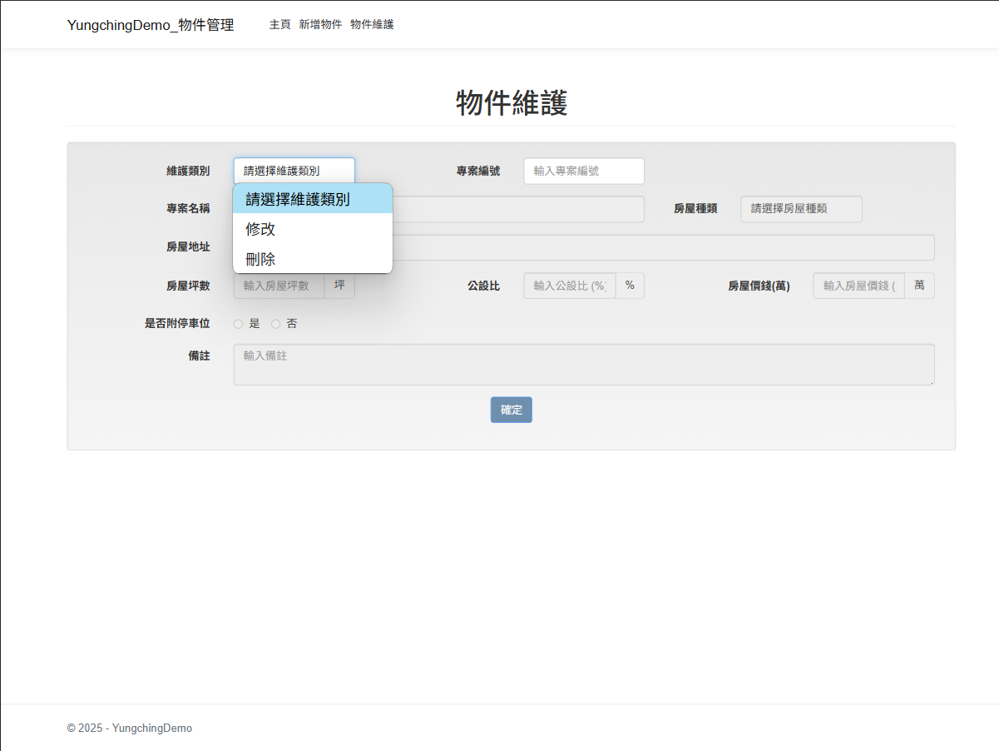 YungchingDemo_物件管理 主頁 新增物件 物件維護
物件維護
維護類別 請選擇維護類別 專案編號 輸入專案編號
請選擇維護類別
修改
刪除
專案名稱 房屋種類 請選擇房屋種類
房屋地址
房屋坪數 輸入房屋坪數 坪 公設比 輸入公設比 (%) % 房屋價錢(萬) 輸入房屋價錢 ( 萬
是否附停車位 是 否
備註 輸入備註
確定
© 2025 - YungchingDemo